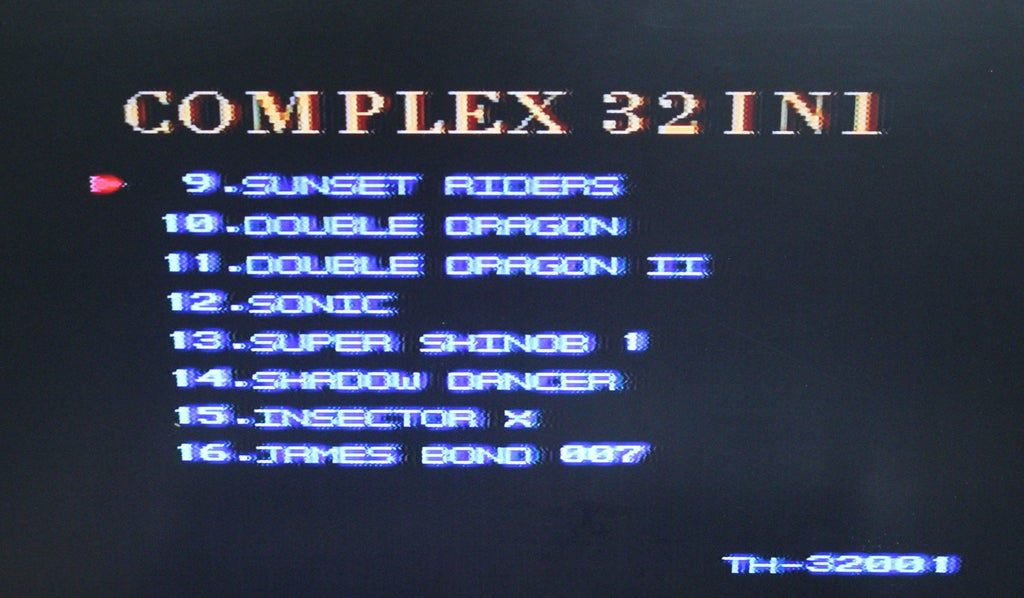 COMPLEX 32IN1
9.SUNSET RIDERS
10.DOUBLE DRAGON
11.DOUBLE DRAGON II
12.SONIC
13.SUPER SHINOB 1
14.SHADOW DANCER
15.INSECTOR X
16.JAMES BOND 007
TH-32001